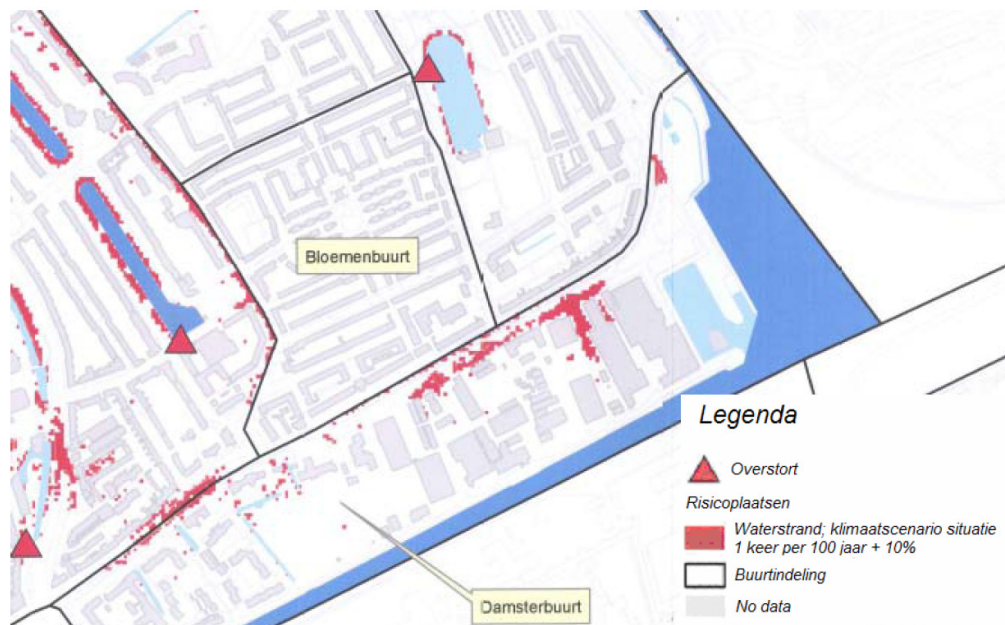 Bloemenbuurt
Damsterbuurt
Legenda
Overstort
Risicoplaatsen
Waterstrand; klimaatscenario situatie
1 keer per 100 jaar + 10%
Buurtindeling
No data